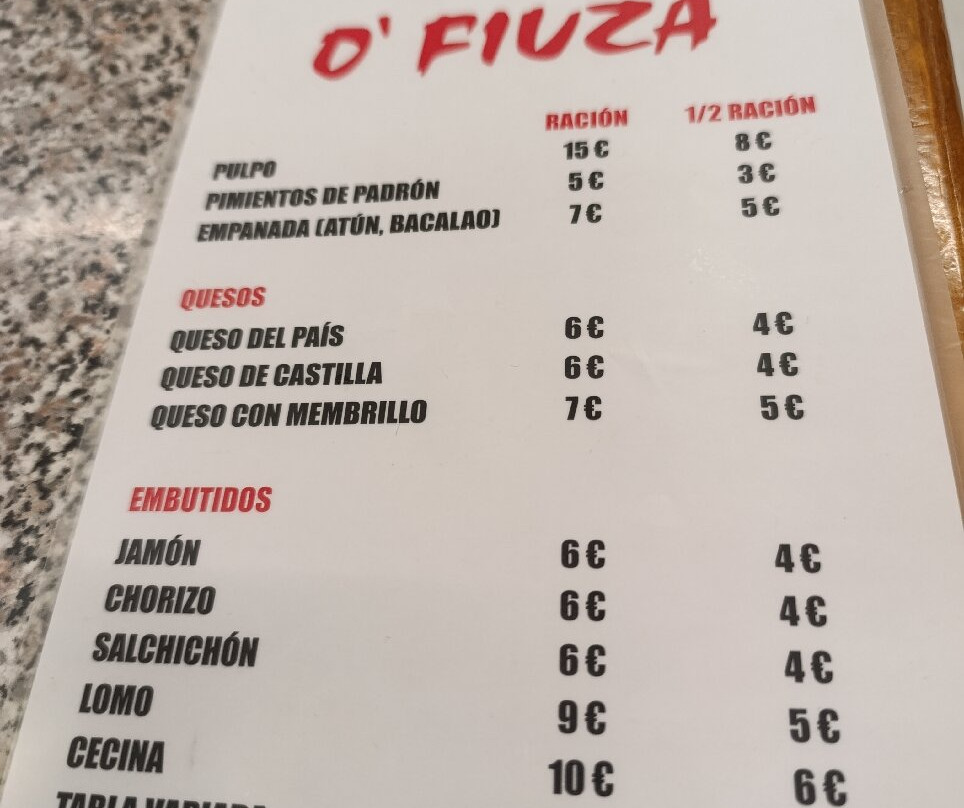 O' FIUZA
RACIÓN 1/2 RACIÓN
PULPO 15 € 8 €
PIMIENTOS DE PADRÓN 5 € 3 €
EMPANADA (ATÚN, BACALAO) 7 € 5 €
QUESOS
QUESO DEL PAÍS 6 € 4 €
QUESO DE CASTILLA 6 € 4 €
QUESO CON MEMBRILLO 7 € 5 €
EMBUTIDOS
JAMÓN 6 € 4 €
CHORIZO 6 € 4 €
SALCHICHÓN 6 € 4 €
LOMO 9 € 5 €
CECINA 10 € 6 €
TABLA VARIADA